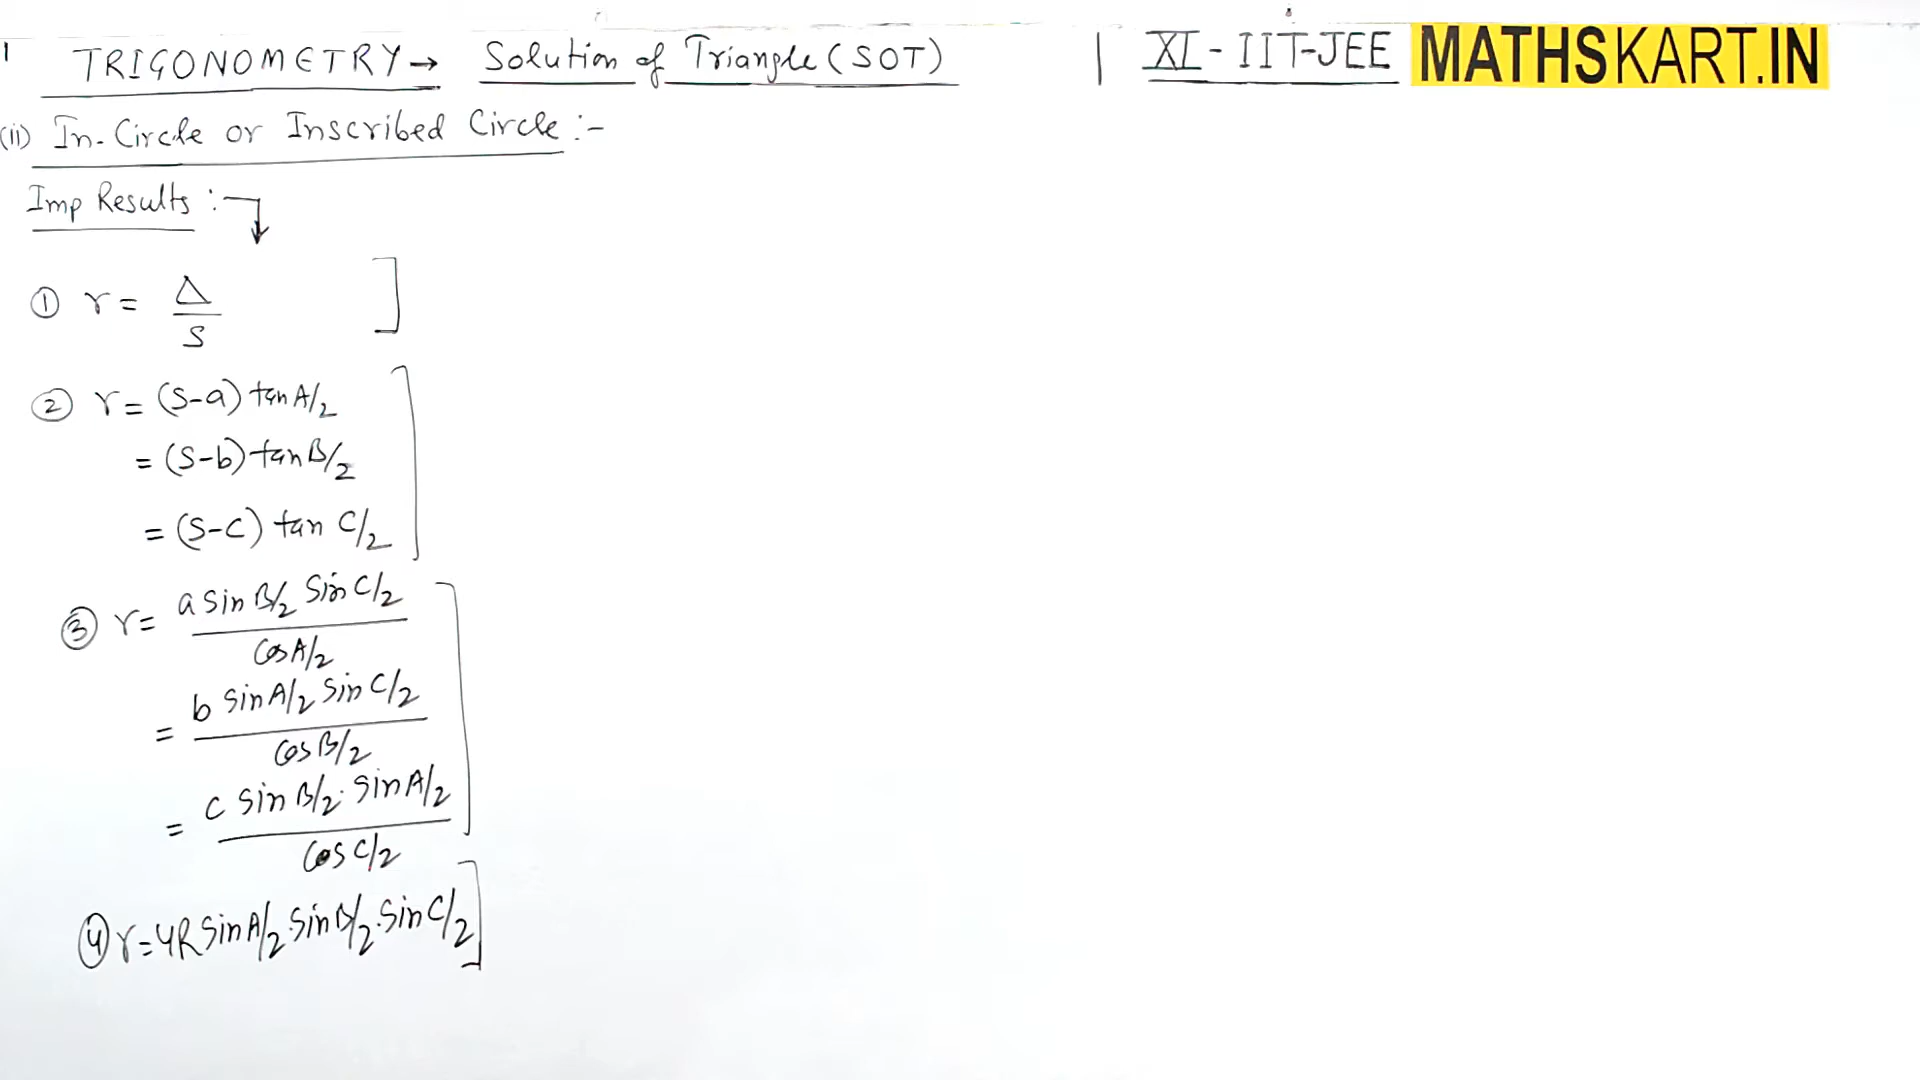 1 TRIGONOMETRY → Solution of Triangle (SOT) | XI - IIT-JEE MATHSKART.IN
(ii) In-Circle or Inscribed Circle :-
Imp Results :
① r = Δ/S
② r = (S-a) tan A/2
= (S-b) tan B/2
= (S-c) tan C/2
③ r = a sin B/2 sin C/2 / cos A/2
= b sin A/2 sin C/2 / cos B/2
= c sin B/2 . sin A/2 / cos C/2
④ r = 4R sin A/2 . sin B/2 . sin C/2